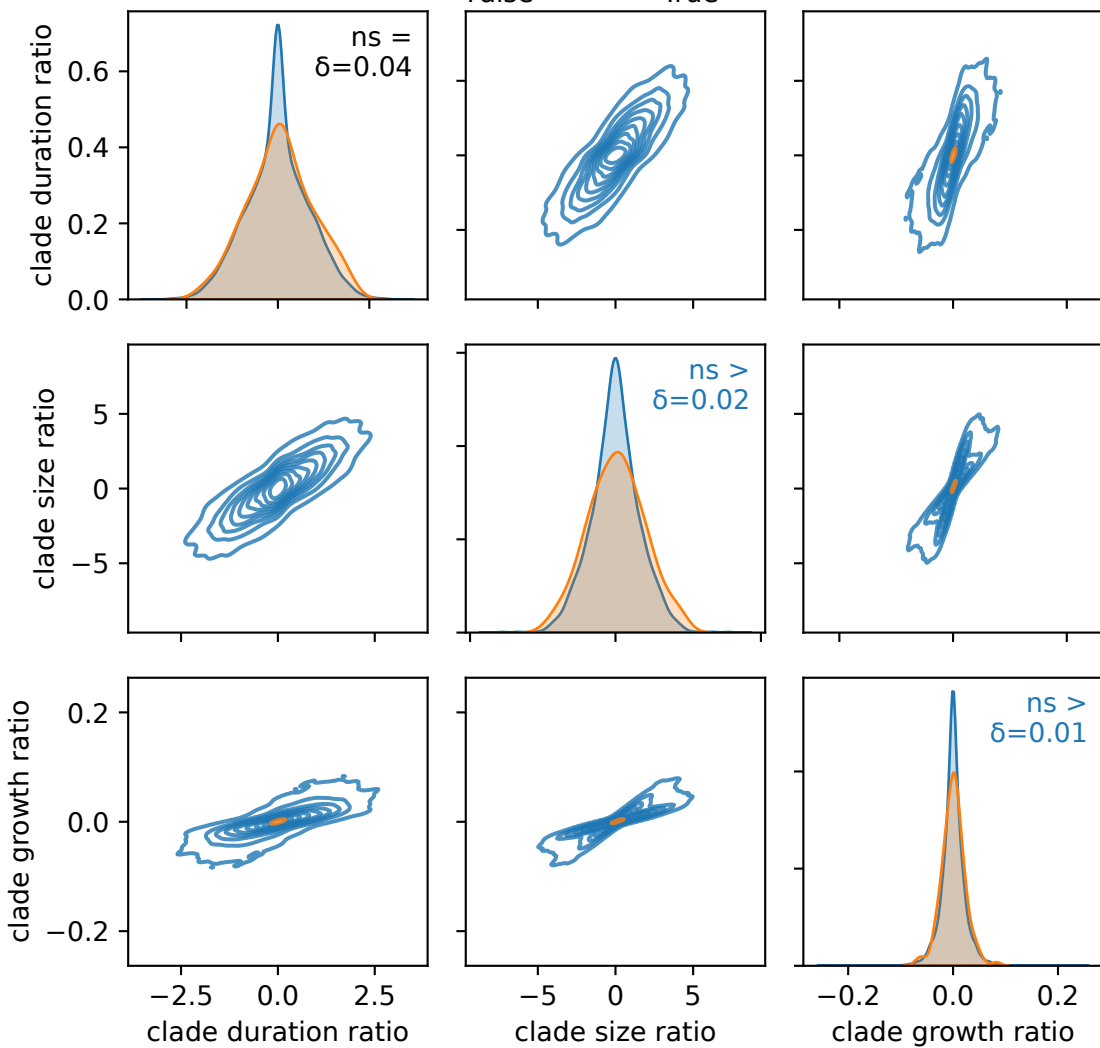 False True
clade duration ratio
0.6
0.4
0.2
0.0
ns =
δ=0.04
clade size ratio
5
0
−5
ns >
δ=0.02
clade growth ratio
0.2
0.0
−0.2
ns >
δ=0.01
−2.5 0.0 2.5
−5 0 5
−0.2 0.0 0.2
clade duration ratio
clade size ratio
clade growth ratio